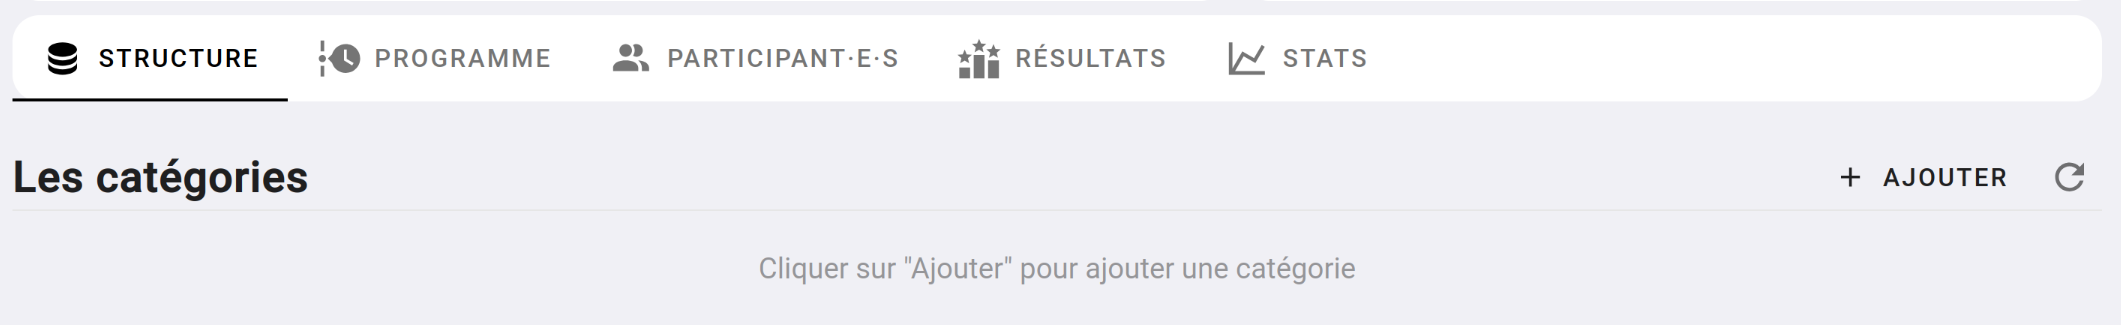 STRUCTURE PROGRAMME PARTICIPANT·E·S RÉSULTATS STATS
Les catégories + AJOUTER
Cliquer sur "Ajouter" pour ajouter une catégorie